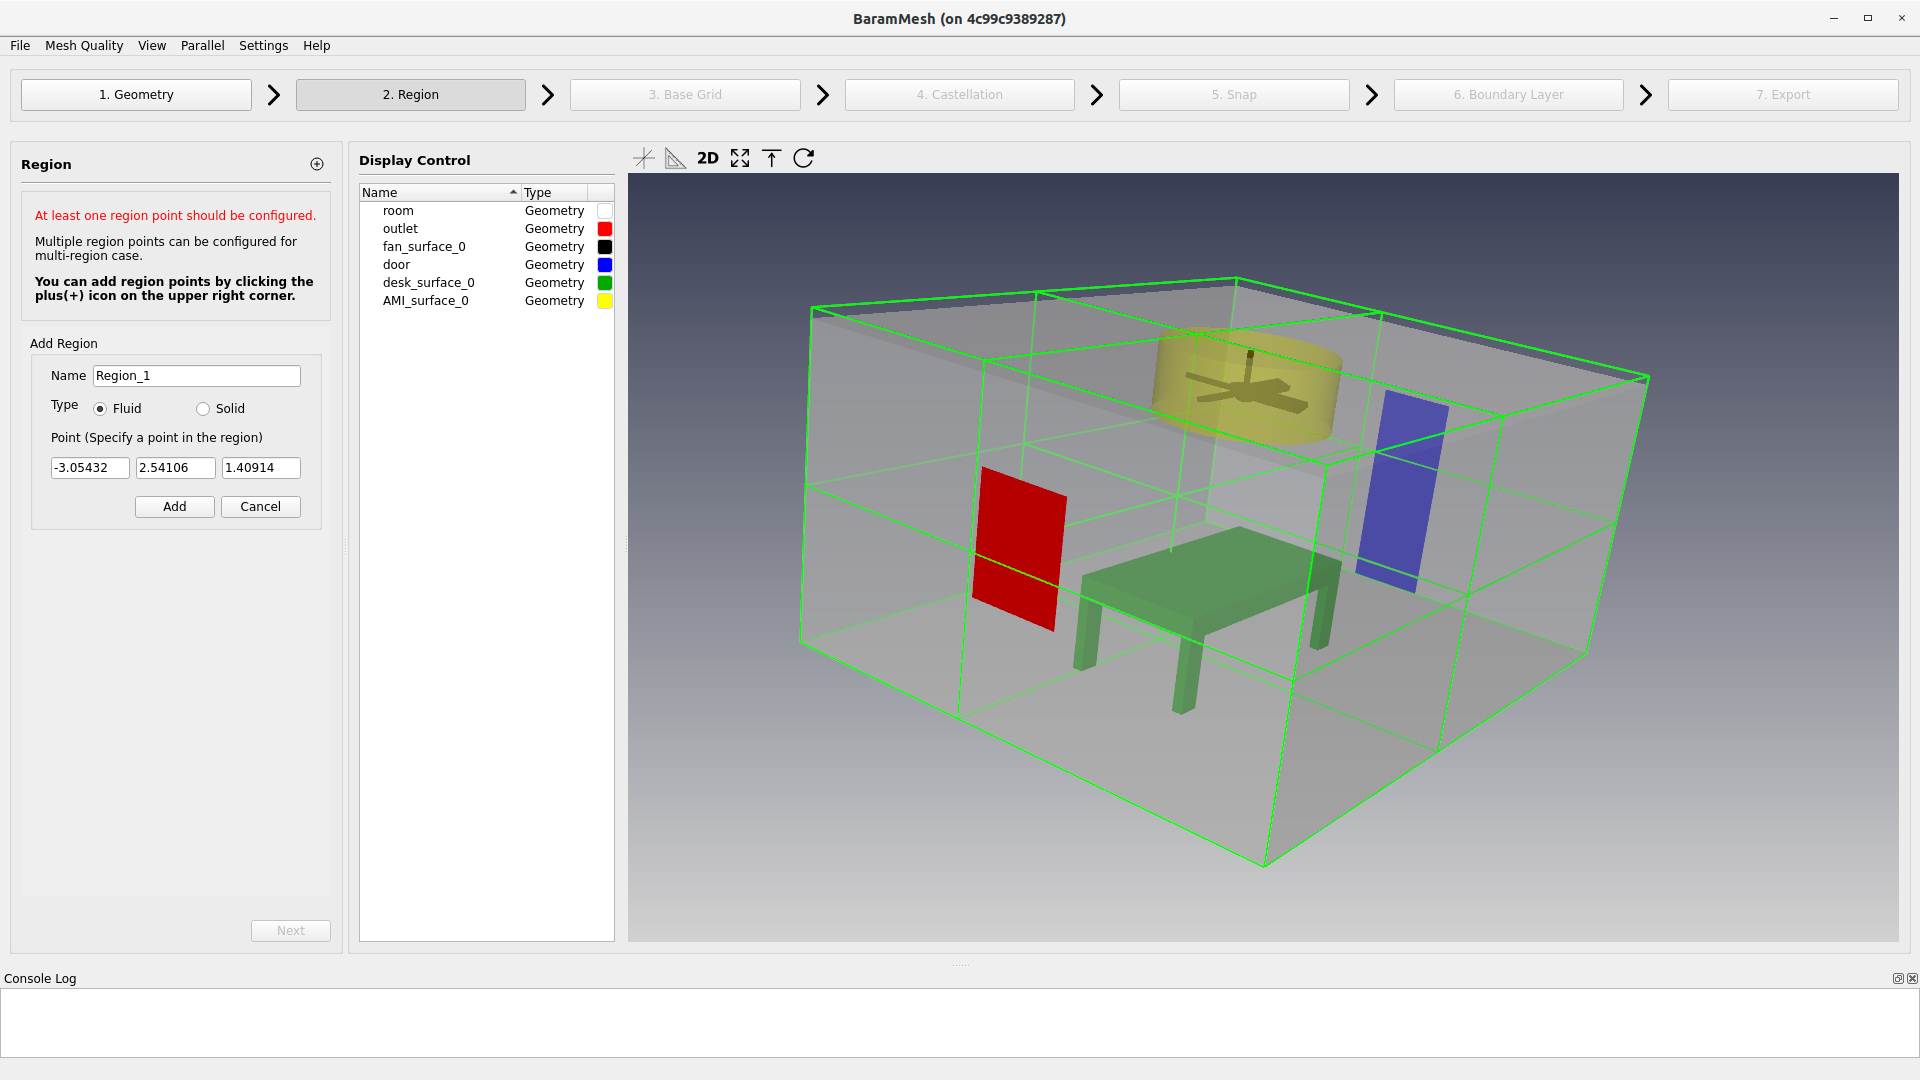 BaramMesh (on 4c99c9389287)
File Mesh Quality View Parallel Settings Help
1. Geometry 2. Region 3. Base Grid 4. Castellation 5. Snap 6. Boundary Layer 7. Export
Region
At least one region point should be configured.
Multiple region points can be configured for
multi-region case.
You can add region points by clicking the
plus(+) icon on the upper right corner.
Add Region
Name Region_1
Type Fluid Solid
Point (Specify a point in the region)
-3.05432 2.54106 1.40914
Add Cancel
Next
Display Control
Name Type
room Geometry
outlet Geometry
fan_surface_0 Geometry
door Geometry
desk_surface_0 Geometry
AMI_surface_0 Geometry
2D
Console Log